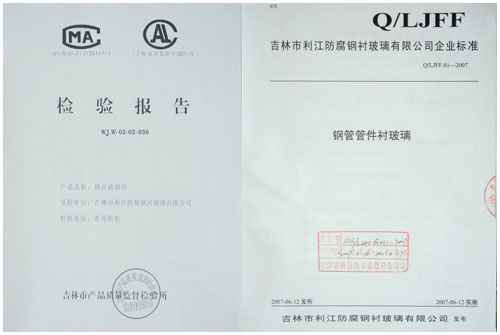 CMA
CAL
检 验 报 告
WJ.W-02-02-036
产品名称：钢衬玻璃管
受检单位：吉林市利江防腐钢衬玻璃有限公司
检验类别：委托检验
吉林市产品质量监督检验所
ICS
Q/LJFF
吉林市利江防腐钢衬玻璃有限公司企业标准
Q/LJFF 01—2007
钢管管件衬玻璃
2007-06-12 发布
2007-06-12 实施
吉林市利江防腐钢衬玻璃有限公司 发布